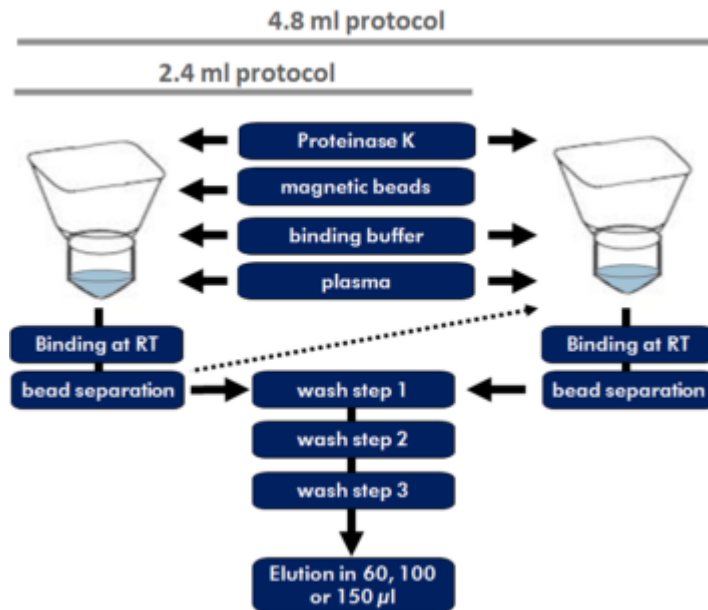 4.8 ml protocol
2.4 ml protocol
Proteinase K
magnetic beads
binding buffer
plasma
Binding at RT
Binding at RT
bead separation
wash step 1
bead separation
wash step 2
wash step 3
Elution in 60, 100
or 150 µl